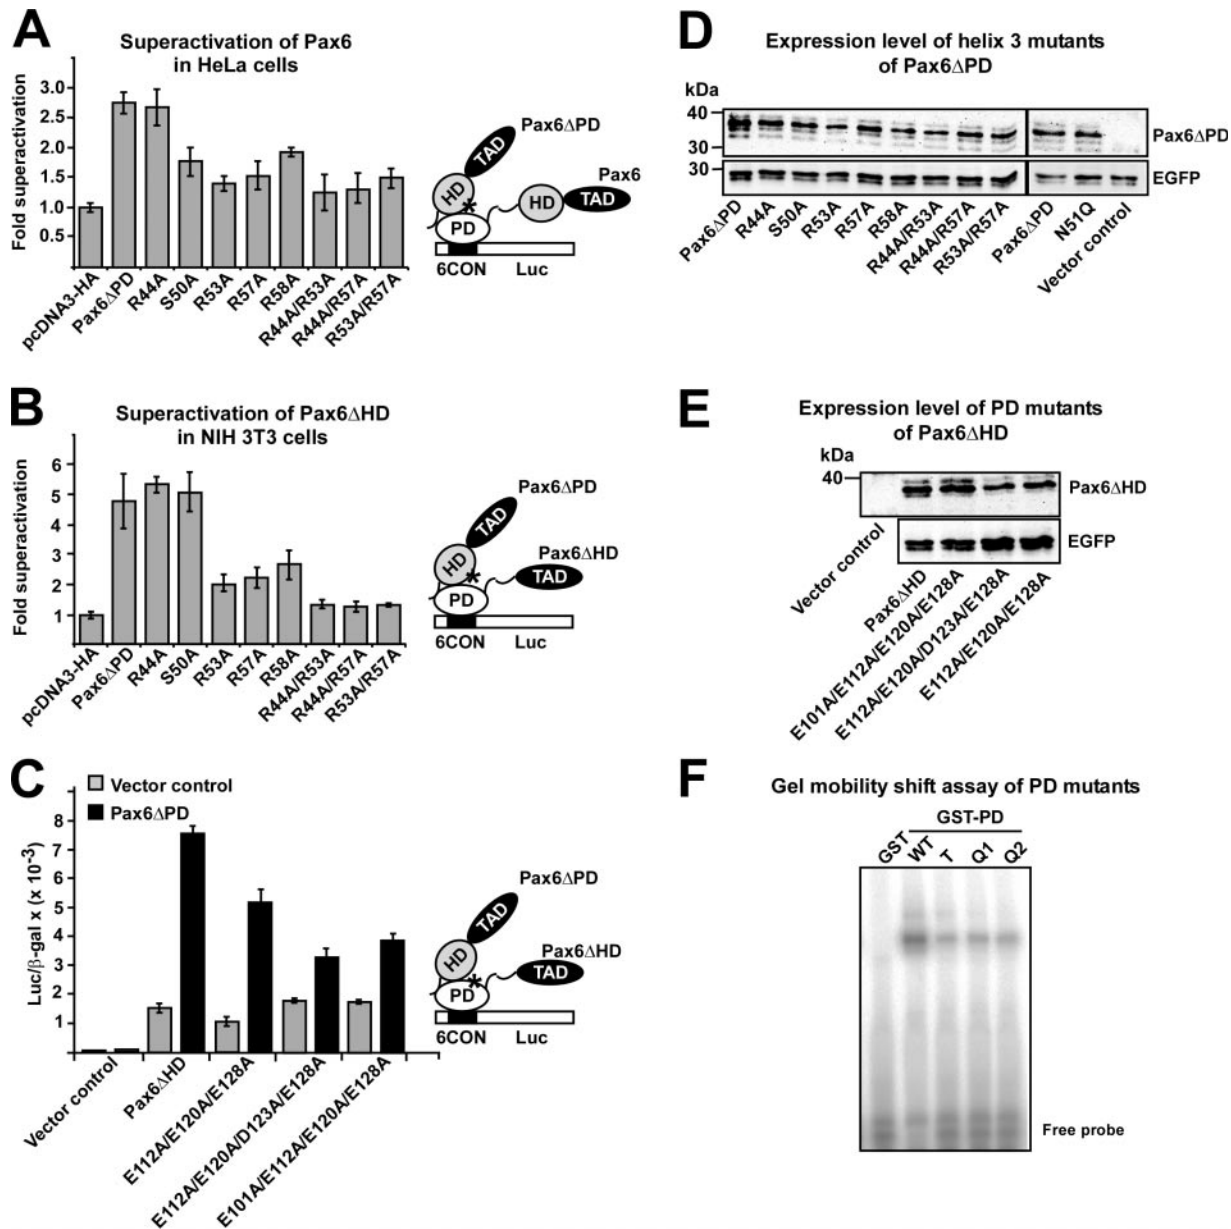 A
Superactivation of Pax6
in HeLa cells
Fold superactivation
3.0
2.5
2.0
1.5
1.0
0.5
pcDNA3-HA
Pax6ΔPD
R44A
S50A
R53A
R57A
R58A
R44A/R53A
R44A/R57A
R53A/R57A
Pax6ΔPD
TAD
Pax6
HD
*
HD
TAD
PD
6CON
Luc
B
Superactivation of Pax6ΔHD
in NIH 3T3 cells
Fold superactivation
6
5
4
3
2
1
pcDNA3-HA
Pax6ΔPD
R44A
S50A
R53A
R57A
R58A
R44A/R53A
R44A/R57A
R53A/R57A
Pax6ΔPD
TAD
Pax6ΔHD
HD
*
TAD
PD
6CON
Luc
C
Vector control
Pax6ΔPD
Luc/β-gal x (x 10⁻³)
8
7
6
5
4
3
2
1
Vector control
Pax6ΔHD
E112A/E120A/E128A
E112A/E120A/D123A/E128A
E101A/E112A/E120A/E128A
Pax6ΔPD
TAD
Pax6ΔHD
HD
*
TAD
PD
6CON
Luc
D
Expression level of helix 3 mutants
of Pax6ΔPD
kDa
40
30
30
Pax6ΔPD
EGFP
Pax6ΔPD
R44A
S50A
R53A
R57A
R58A
R44A/R53A
R44A/R57A
R53A/R57A
Pax6ΔPD
N51Q
Vector control
E
Expression level of PD mutants
of Pax6ΔHD
kDa
40
Pax6ΔHD
EGFP
Vector control
Pax6ΔHD
E101A/E112A/E120A/E128A
E112A/E120A/D123A/E128A
E112A/E120A/E128A
F
Gel mobility shift assay of PD mutants
GST-PD
GST
WT
T
Q1
Q2
Free probe